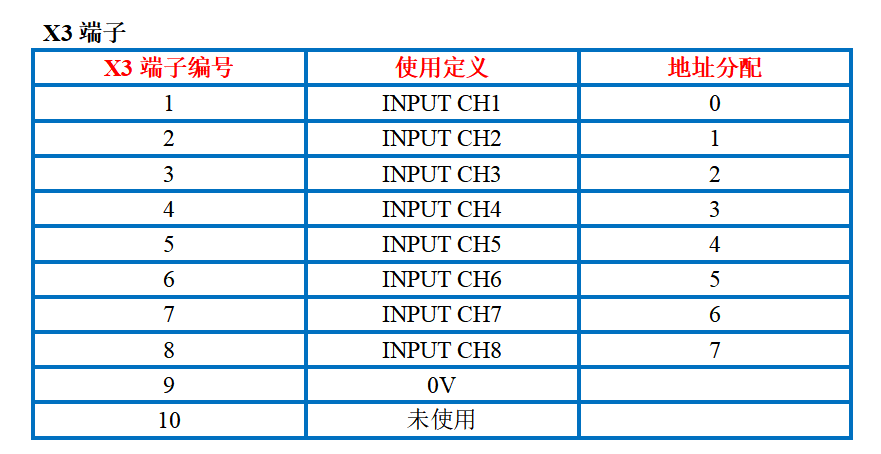 X3 端子
X3 端子编号 使用定义 地址分配
1 INPUT CH1 0
2 INPUT CH2 1
3 INPUT CH3 2
4 INPUT CH4 3
5 INPUT CH5 4
6 INPUT CH6 5
7 INPUT CH7 6
8 INPUT CH8 7
9 0V
10 未使用